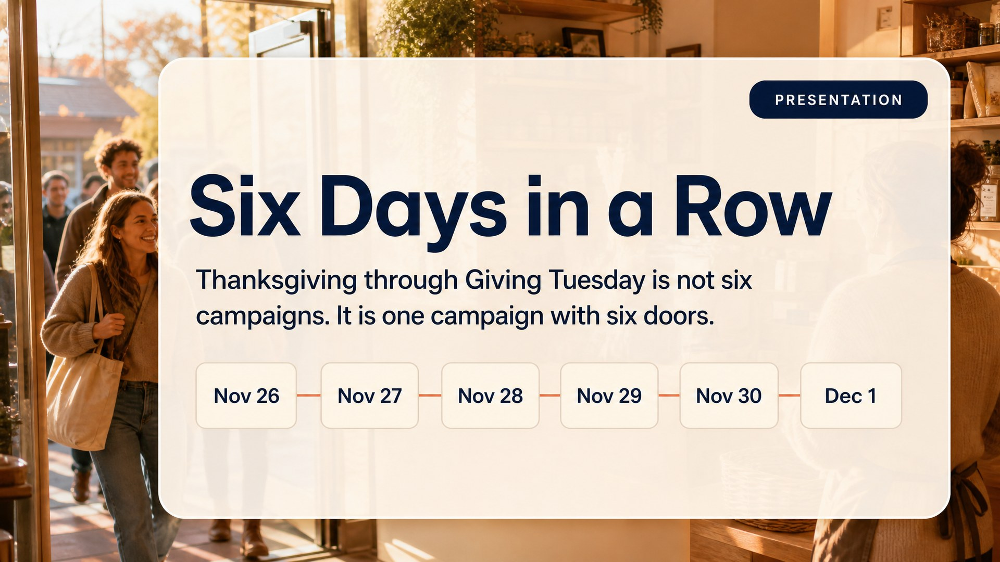 PRESENTATION
Six Days in a Row
Thanksgiving through Giving Tuesday is not six
campaigns. It is one campaign with six doors.
Nov 26
Nov 27
Nov 28
Nov 29
Nov 30
Dec 1